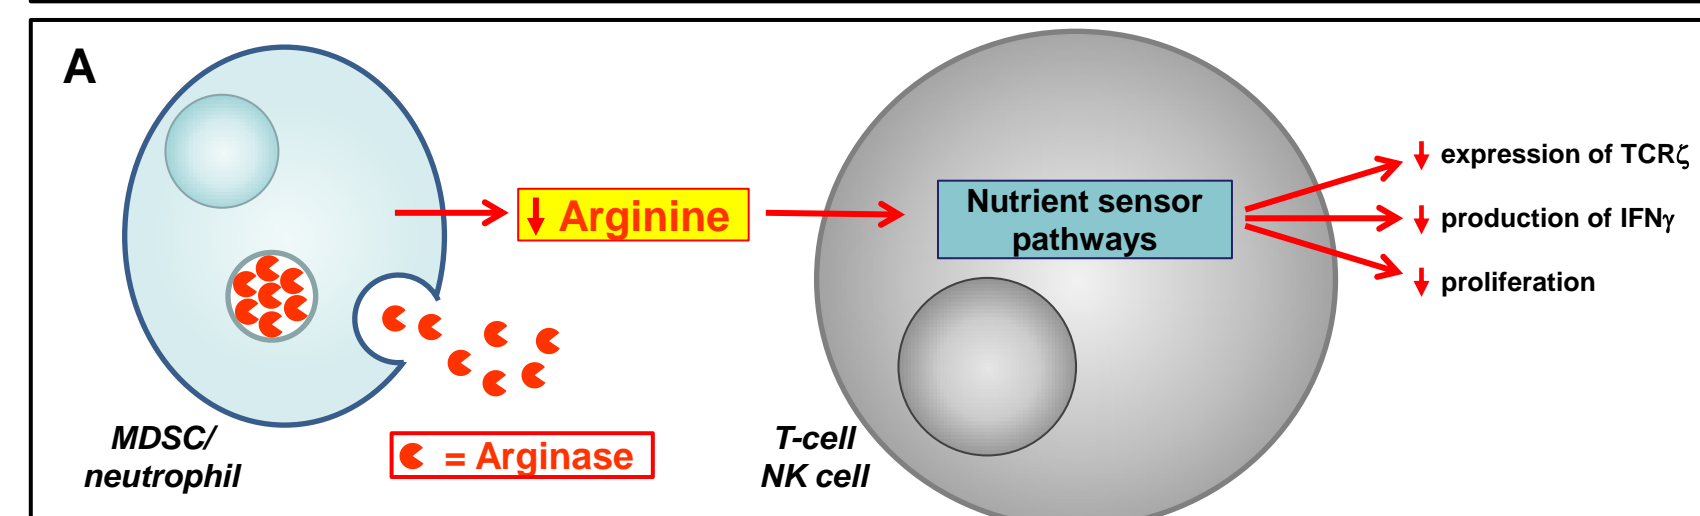 A
↓ Arginine
Nutrient sensor
pathways
↓ expression of TCRζ
↓ production of IFNγ
↓ proliferation
MDSC/
neutrophil
= Arginase
T-cell
NK cell